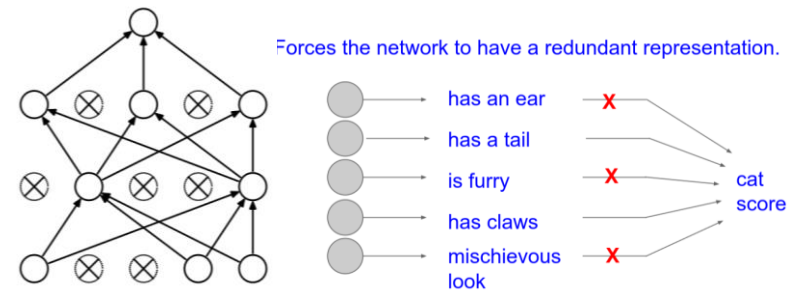 Forces the network to have a redundant representation.
has an ear
X
has a tail
is furry
X
cat
score
has claws
mischievous
look
X